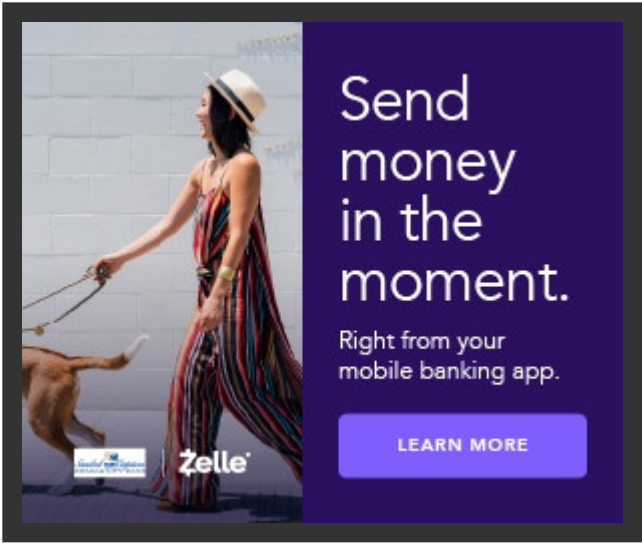 Send
money
in the
moment.
Right from your
mobile banking app.
LEARN MORE
Zelle